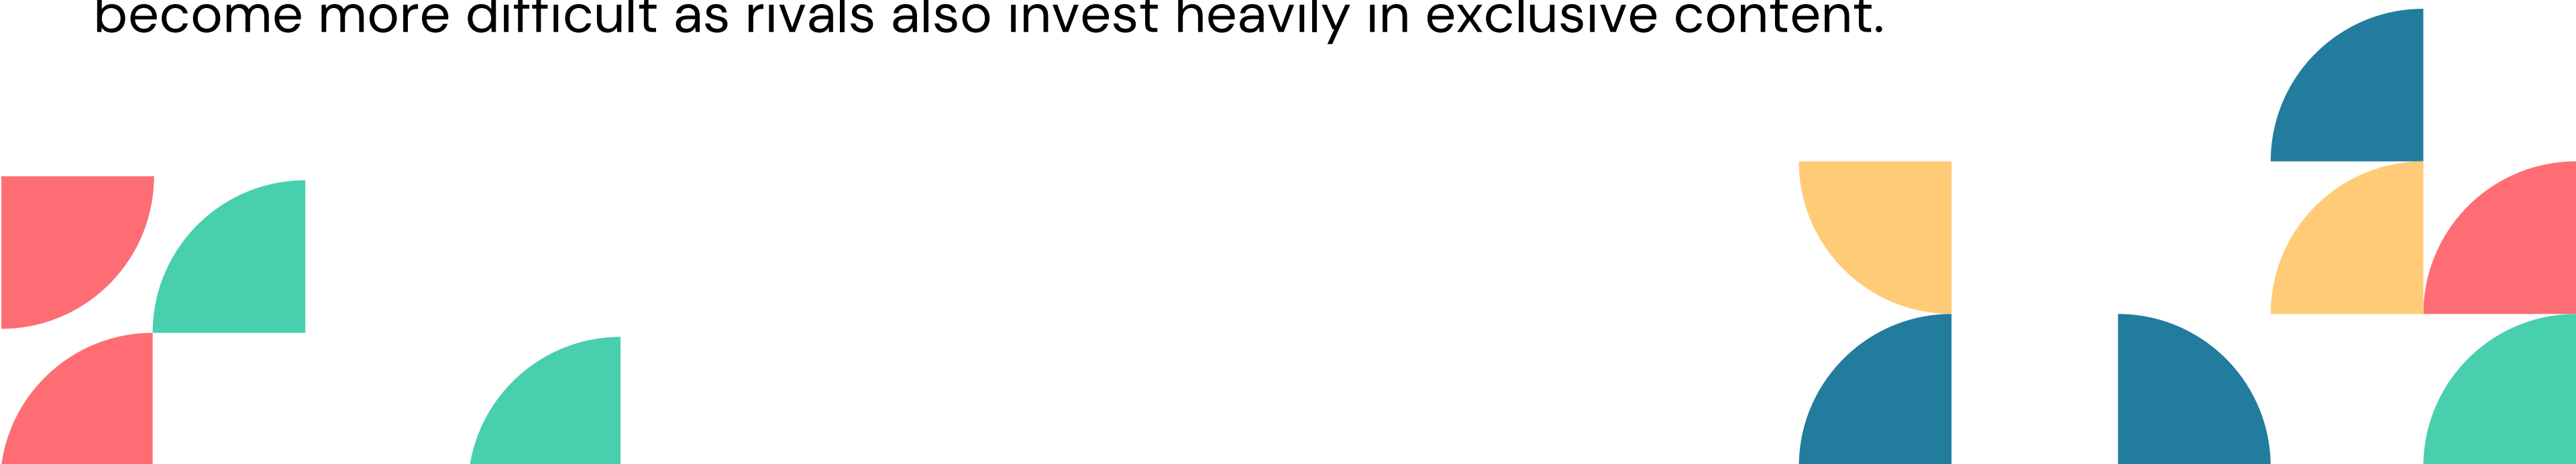 become more difficult as rivals also invest heavily in exclusive content.